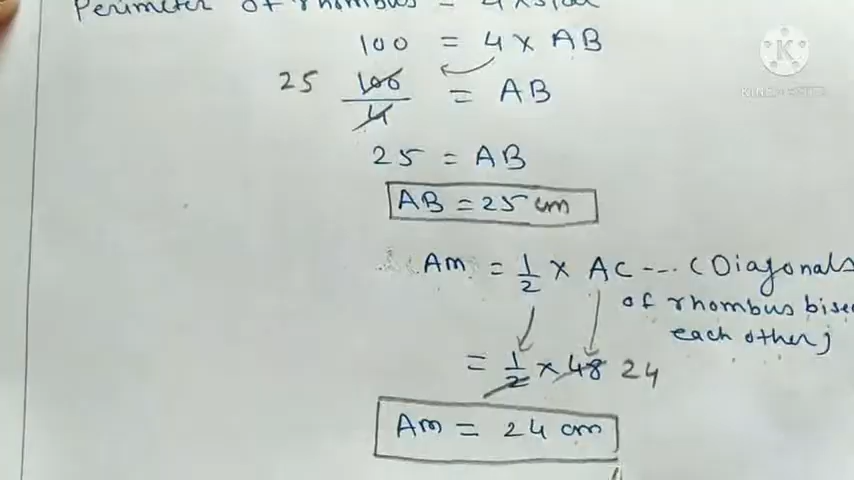 Perimeter of rhombus = 4 x side
100 = 4 x AB
25 100/4 = AB
25 = AB
AB = 25 cm
Am = 1/2 x AC --- (Diagonals
of rhombus bise
each other)
= 1/2 x 48 24
Am = 24 cm